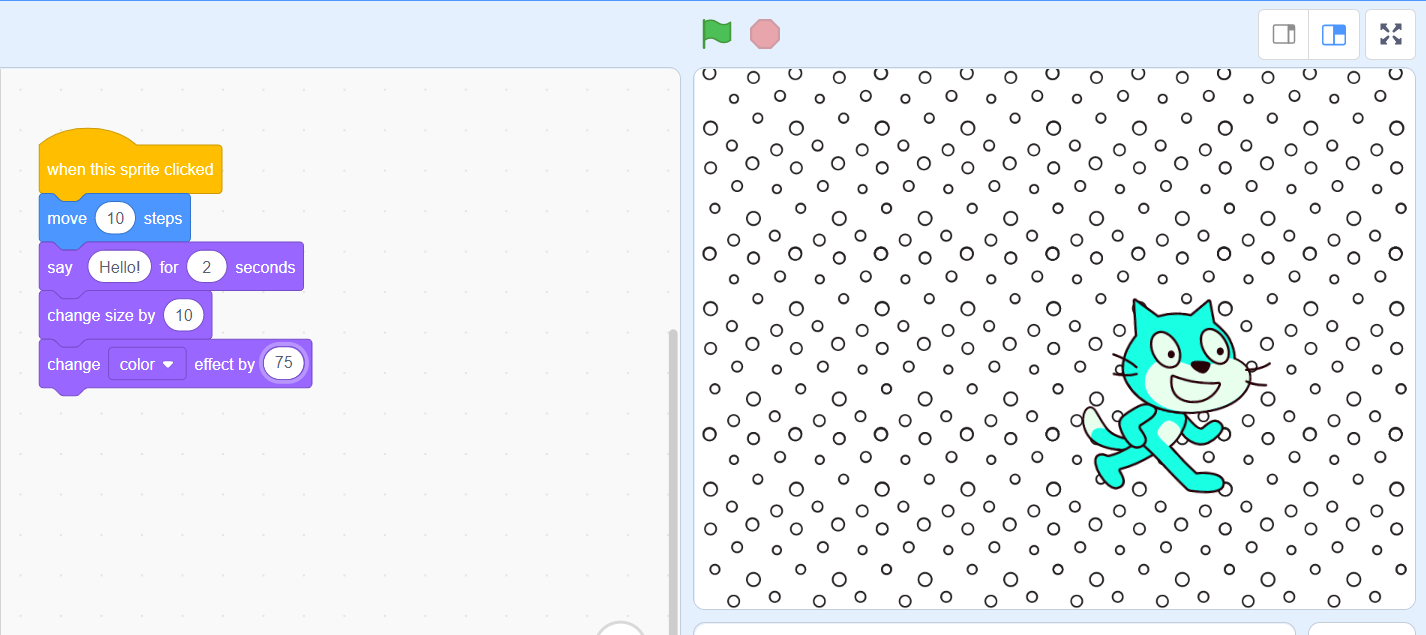 when this sprite clicked
move 10 steps
say Hello! for 2 seconds
change size by 10
change color effect by 75